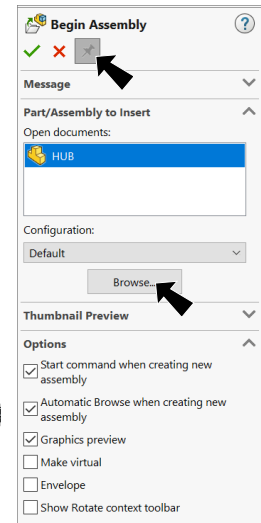 Begin Assembly
?
Message
Part/Assembly to Insert
Open documents:
HUB
Configuration:
Default
Browse...
Thumbnail Preview
Options
Start command when creating new
assembly
Automatic Browse when creating new
assembly
Graphics preview
Make virtual
Envelope
Show Rotate context toolbar